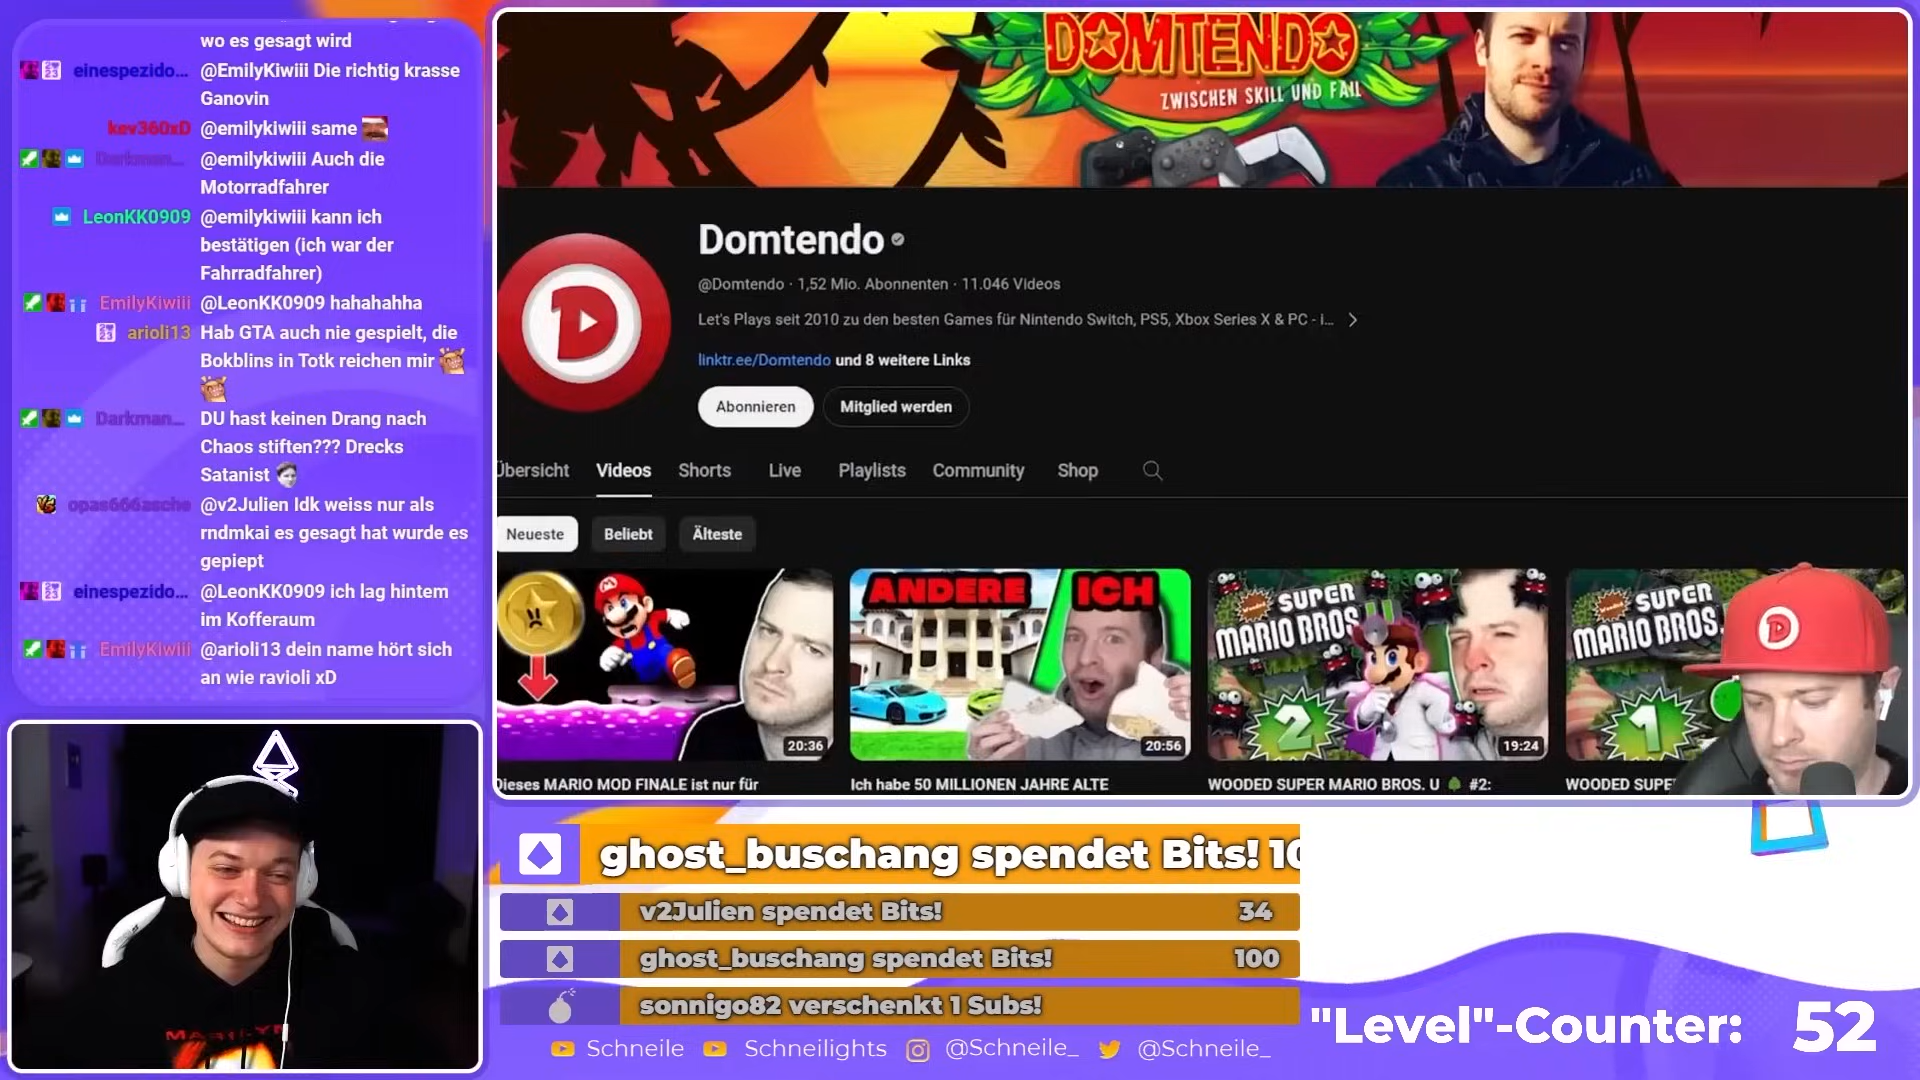 wo es gesagt wird
einespezido... @EmilyKiwiii Die richtig krasse
Ganovin
kev360xD @emilykiwiii same
Darkman... @emilykiwiii Auch die
Motorradfahrer
LeonKK0909 @emilykiwiii kann ich
bestätigen (ich war der
Fahrradfahrer)
EmilyKiwiii @LeonKK0909 hahahahha
arioli13 Hab GTA auch nie gespielt, die
Bokblins in Totk reichen mir
Darkman... DU hast keinen Drang nach
Chaos stiften??? Drecks
Satanist
opas666asche @v2Julien Idk weiss nur als
rndmkai es gesagt hat wurde es
gepiept
einespezido... @LeonKK0909 ich lag hintem
im Kofferaum
EmilyKiwiii @arioli13 dein name hört sich
an wie ravioli xD
DOMTENDO
ZWISCHEN SKILL UND FAIL
D
Domtendo
@Domtendo · 1,52 Mio. Abonnenten · 11.046 Videos
Let's Plays seit 2010 zu den besten Games für Nintendo Switch, PS5, Xbox Series X & PC - i...
linktr.ee/Domtendo und 8 weitere Links
Abonnieren Mitglied werden
Übersicht Videos Shorts Live Playlists Community Shop
Neueste Beliebt Älteste
20:36
ANDERE ICH
20:56
SUPER
MARIO BROS.
2
19:24
SUPER
MARIO BROS.
1
D
Dieses MARIO MOD FINALE ist nur für
Ich habe 50 MILLIONEN JAHRE ALTE
WOODED SUPER MARIO BROS. U #2:
WOODED SUPE
ghost_buschang spendet Bits! 10
v2Julien spendet Bits! 34
ghost_buschang spendet Bits! 100
sonnigo82 verschenkt 1 Subs!
Schneile Schneilights @Schneile_ @Schneile_
"Level"-Counter: 52